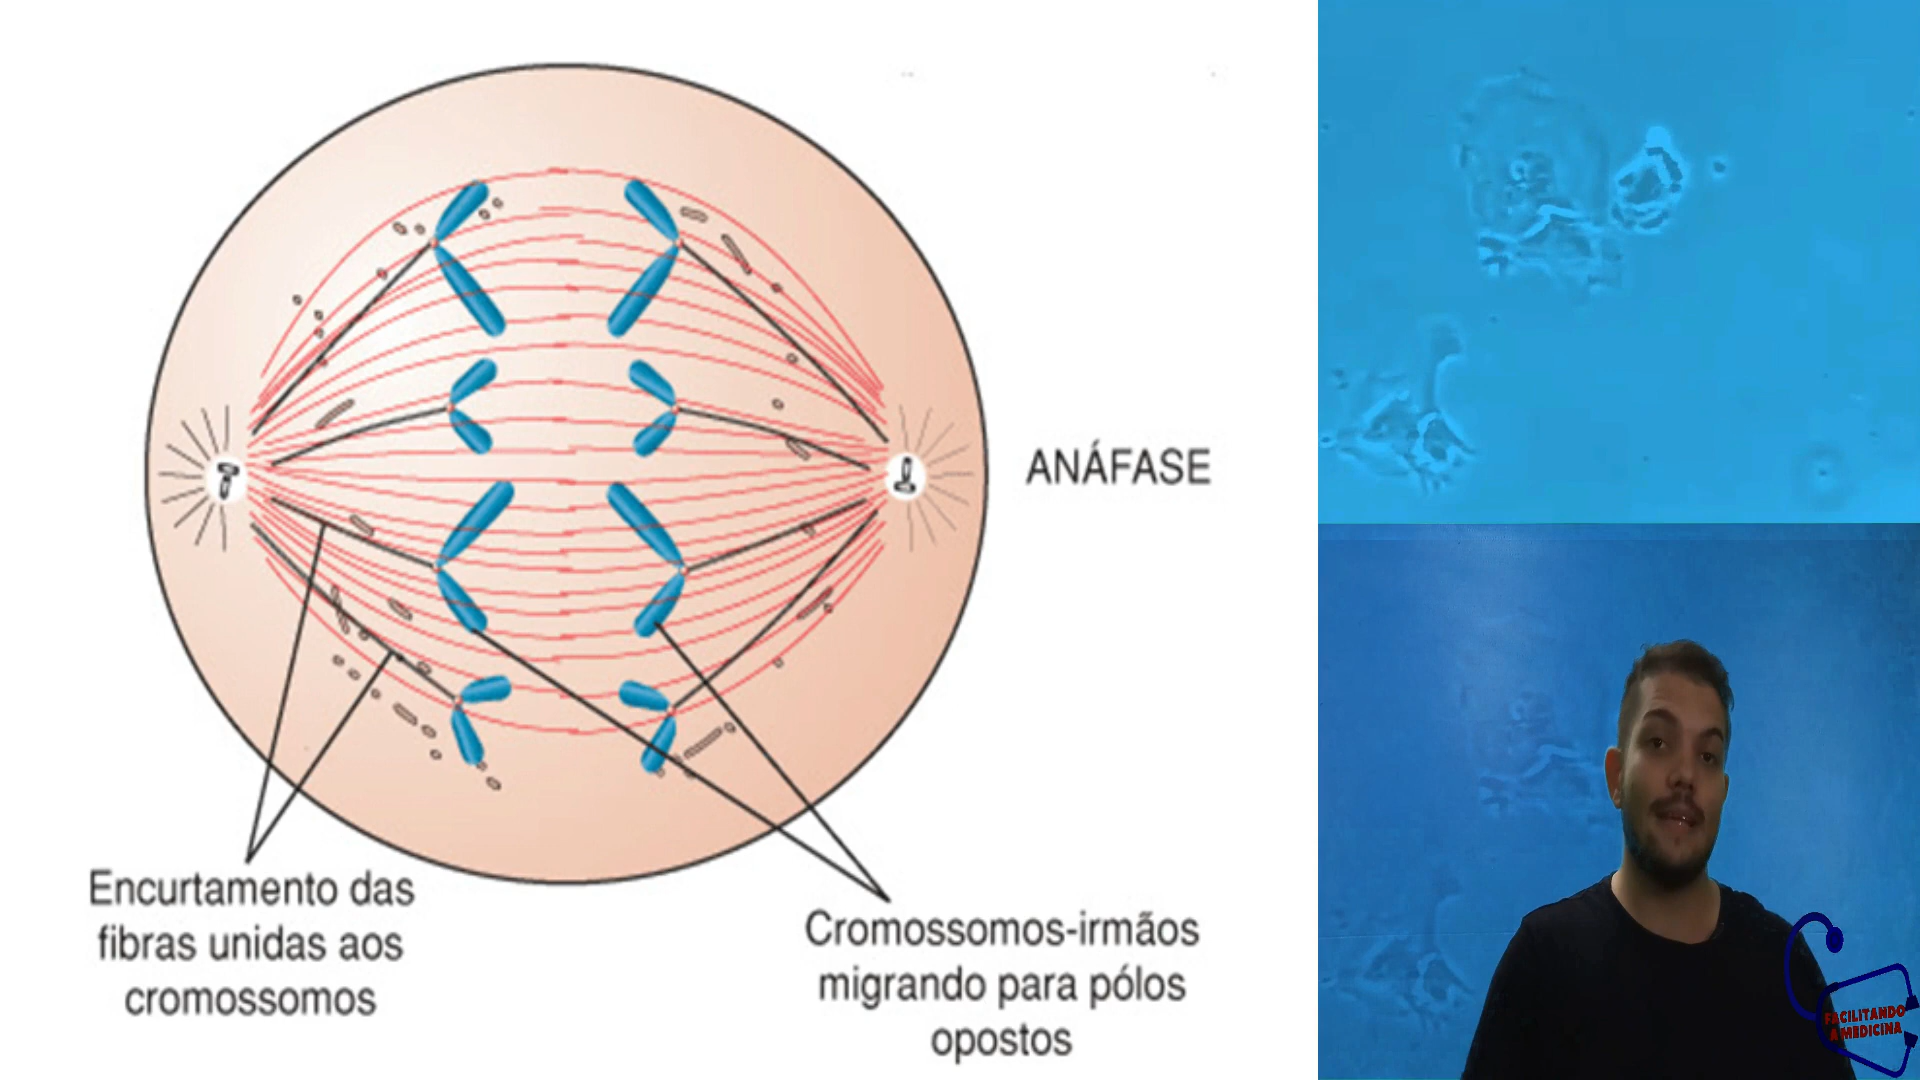 ANÁFASE
Encurtamento das
fibras unidas aos
cromossomos
Cromossomos-irmãos
migrando para pólos
opostos
FACILITANDO
A MEDICINA